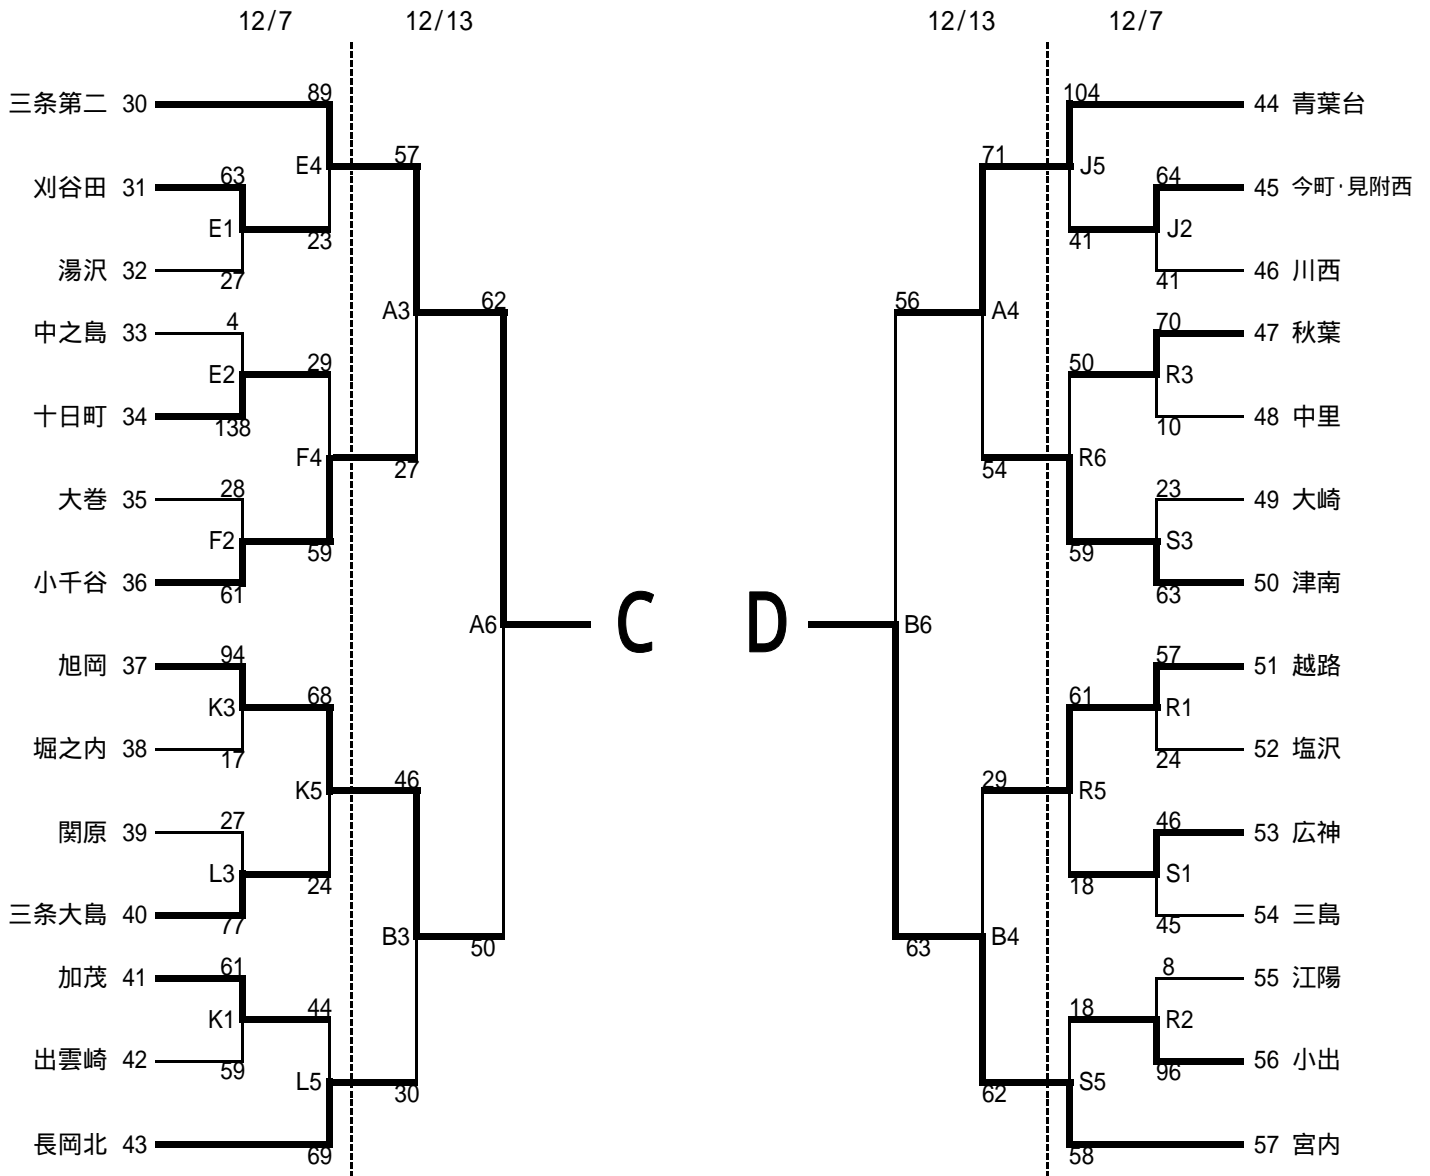 12/7 12/13 12/13 12/7
89 104
三条第二 30 44 青葉台
57 71
E4 J5
63 64
刈谷田 31 45 今町・見附西
E1 J2
23 41
湯沢 32 46 川西
27 41
62 56
A3 A4
4 70
中之島 33 47 秋葉
29 50
E2 R3
十日町 34 48 中里
138 10
F4 R6
27 54
28 23
大巻 35 49 大崎
F2 S3
59 59
小千谷 36 50 津南
61 63
A6 C D B6
94 57
旭岡 37 51 越路
68 61
K3 R1
堀之内 38 52 塩沢
17 24
46 29
K5 R5
27 46
関原 39 53 広神
L3 S1
24 18
三条大島 40 54 三島
77 45
B3 B4
50 63
61 8
加茂 41 55 江陽
44 18
K1 R2
出雲崎 42 56 小出
59 96
L5 S5
30 62
長岡北 43 57 宮内
69 58